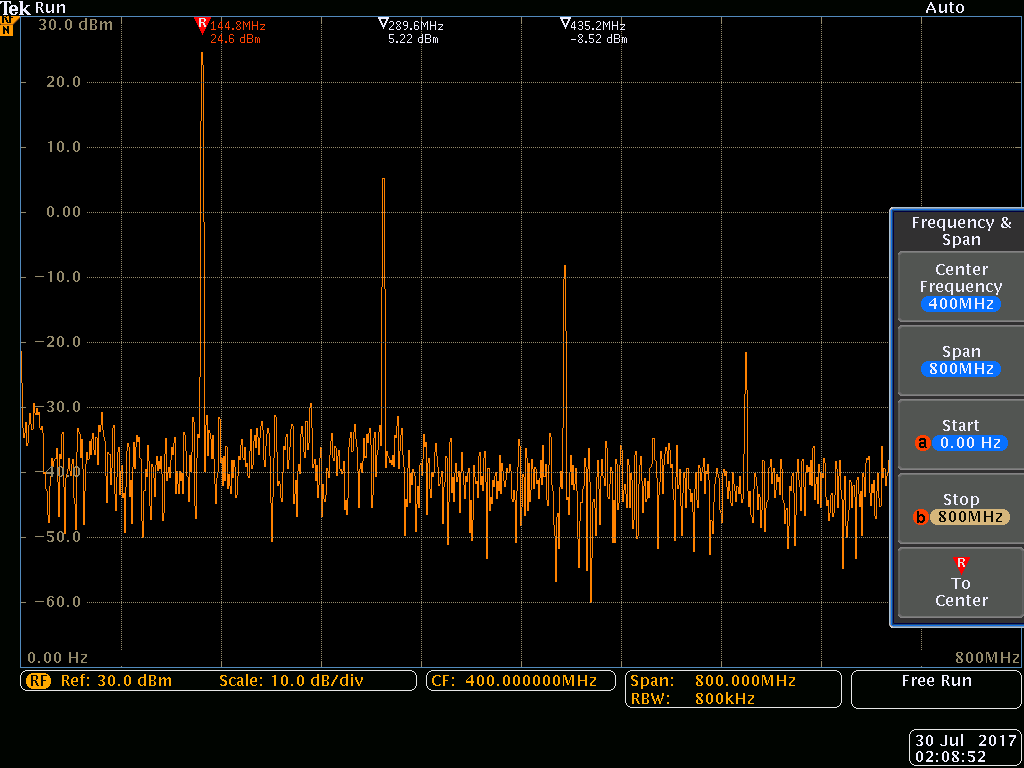 Tek Run Auto
RF
N
30.0 dBm
R 144.8MHz 289.6MHz 435.2MHz
24.6 dBm 5.22 dBm -8.52 dBm
20.0
10.0
0.00
-10.0
-20.0
-30.0
-40.0
-50.0
-60.0
0.00 Hz 800MHz
Frequency &
Span
Center
Frequency
400MHz
Span
800MHz
Start
a 0.00 Hz
Stop
b 800MHz
R
To
Center
RF Ref: 30.0 dBm Scale: 10.0 dB/div CF: 400.000000MHz Span: 800.000MHz Free Run
RBW: 800kHz
30 Jul 2017
02:08:52